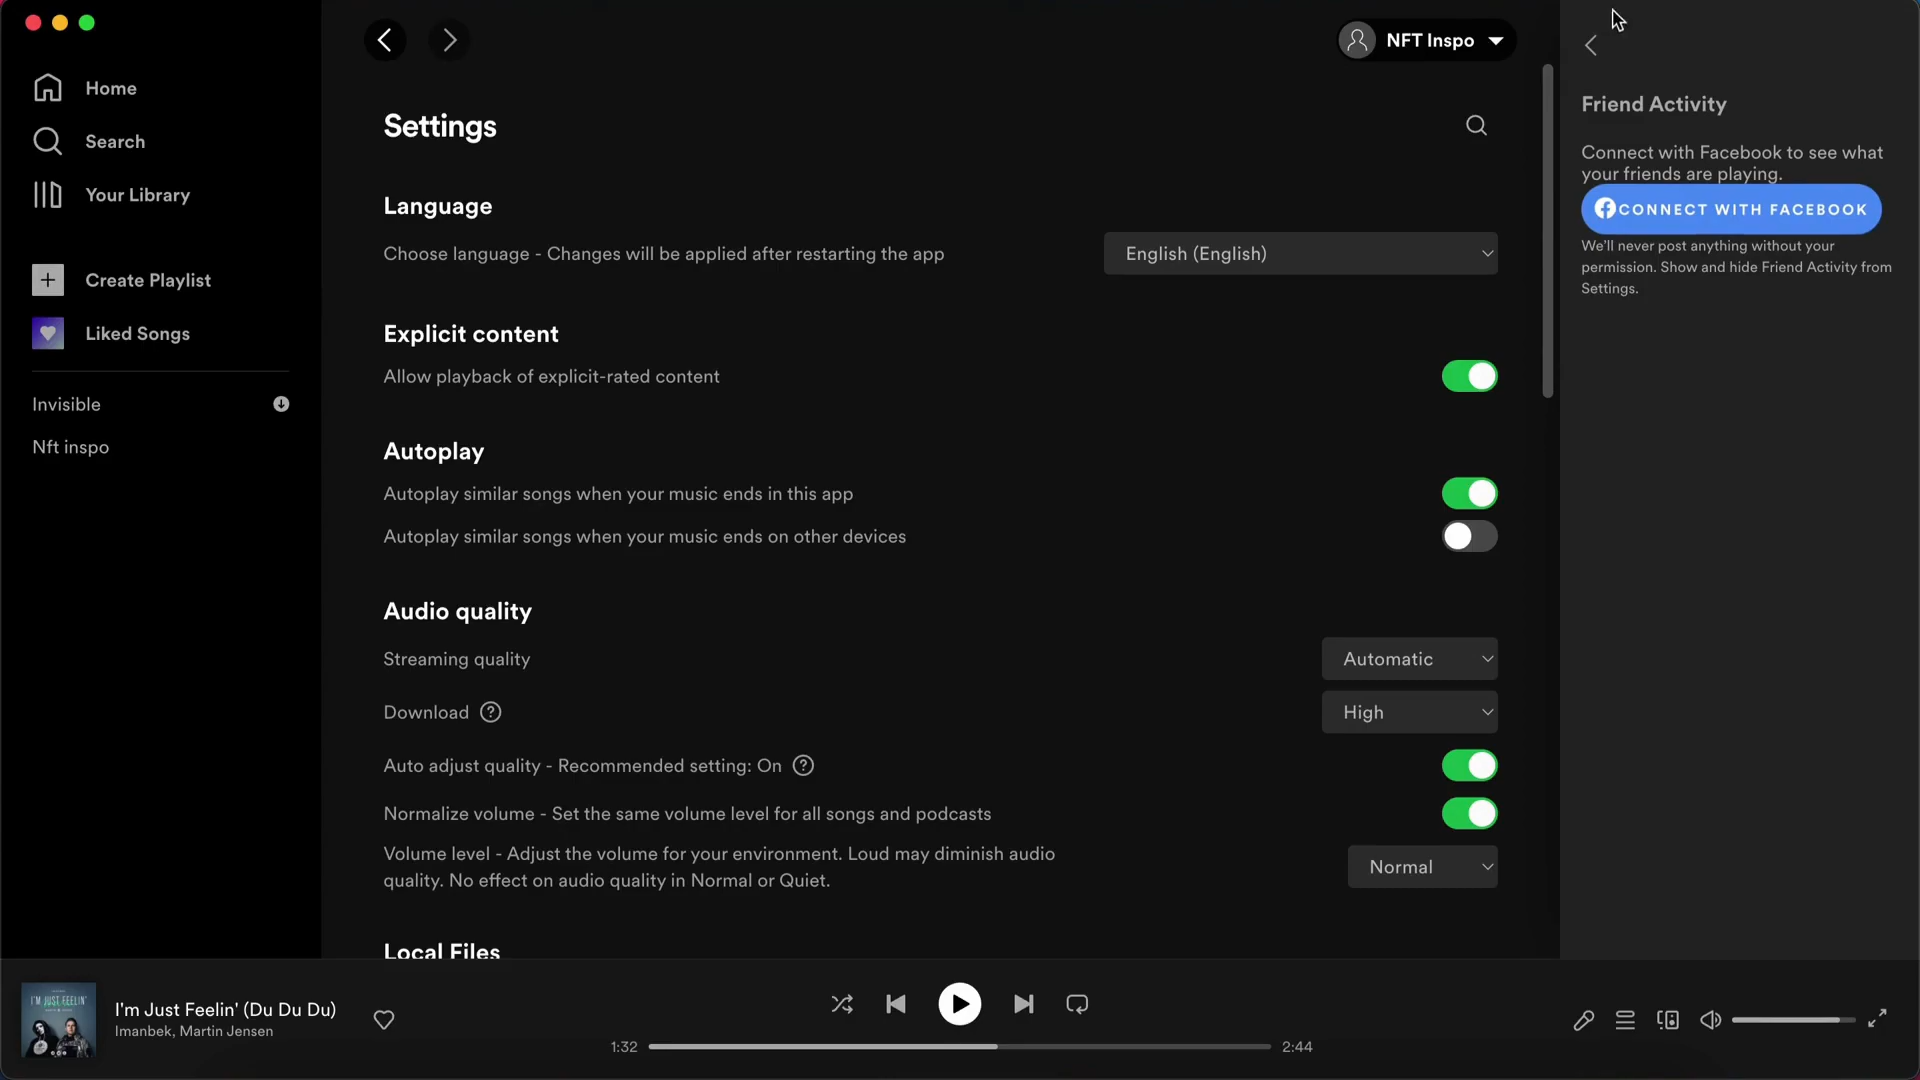 Home
Search
Your Library
Create Playlist
Liked Songs
Invisible
Nft inspo
NFT Inspo
Settings
Language
Choose language - Changes will be applied after restarting the app
English (English)
Explicit content
Allow playback of explicit-rated content
Autoplay
Autoplay similar songs when your music ends in this app
Autoplay similar songs when your music ends on other devices
Audio quality
Streaming quality
Automatic
Download
High
Auto adjust quality - Recommended setting: On
Normalize volume - Set the same volume level for all songs and podcasts
Volume level - Adjust the volume for your environment. Loud may diminish audio
quality. No effect on audio quality in Normal or Quiet.
Normal
Local Files
Friend Activity
Connect with Facebook to see what
your friends are playing.
CONNECT WITH FACEBOOK
We'll never post anything without your
permission. Show and hide Friend Activity from
Settings.
I'M JUST FEELIN'
I'm Just Feelin' (Du Du Du)
Imanbek, Martin Jensen
1:32
2:44